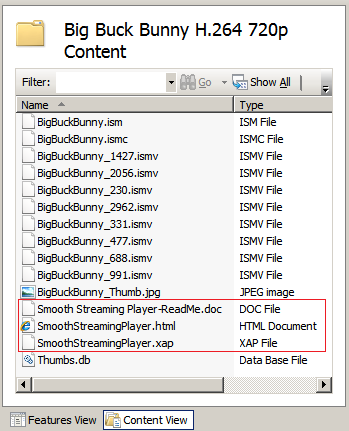 Big Buck Bunny H.264 720p
Content
Filter: Go Show All
Name Type
BigBuckBunny.ism ISM File
BigBuckBunny.ismc ISMC File
BigBuckBunny_1427.ismv ISMV File
BigBuckBunny_2056.ismv ISMV File
BigBuckBunny_230.ismv ISMV File
BigBuckBunny_2962.ismv ISMV File
BigBuckBunny_331.ismv ISMV File
BigBuckBunny_477.ismv ISMV File
BigBuckBunny_688.ismv ISMV File
BigBuckBunny_991.ismv ISMV File
BigBuckBunny_Thumb.jpg JPEG image
Smooth Streaming Player-ReadMe.doc DOC File
SmoothStreamingPlayer.html HTML Document
SmoothStreamingPlayer.xap XAP File
Thumbs.db Data Base File
Features View Content View